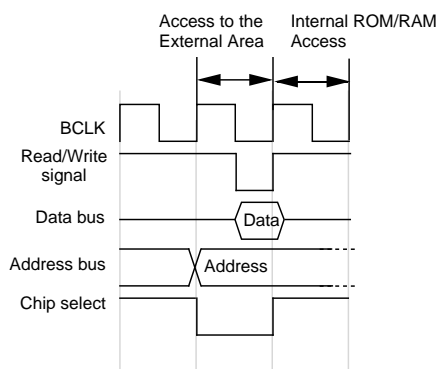 Access to the
External Area
Internal ROM/RAM
Access
BCLK
Read/Write
signal
Data bus
Data
Address bus
Address
Chip select